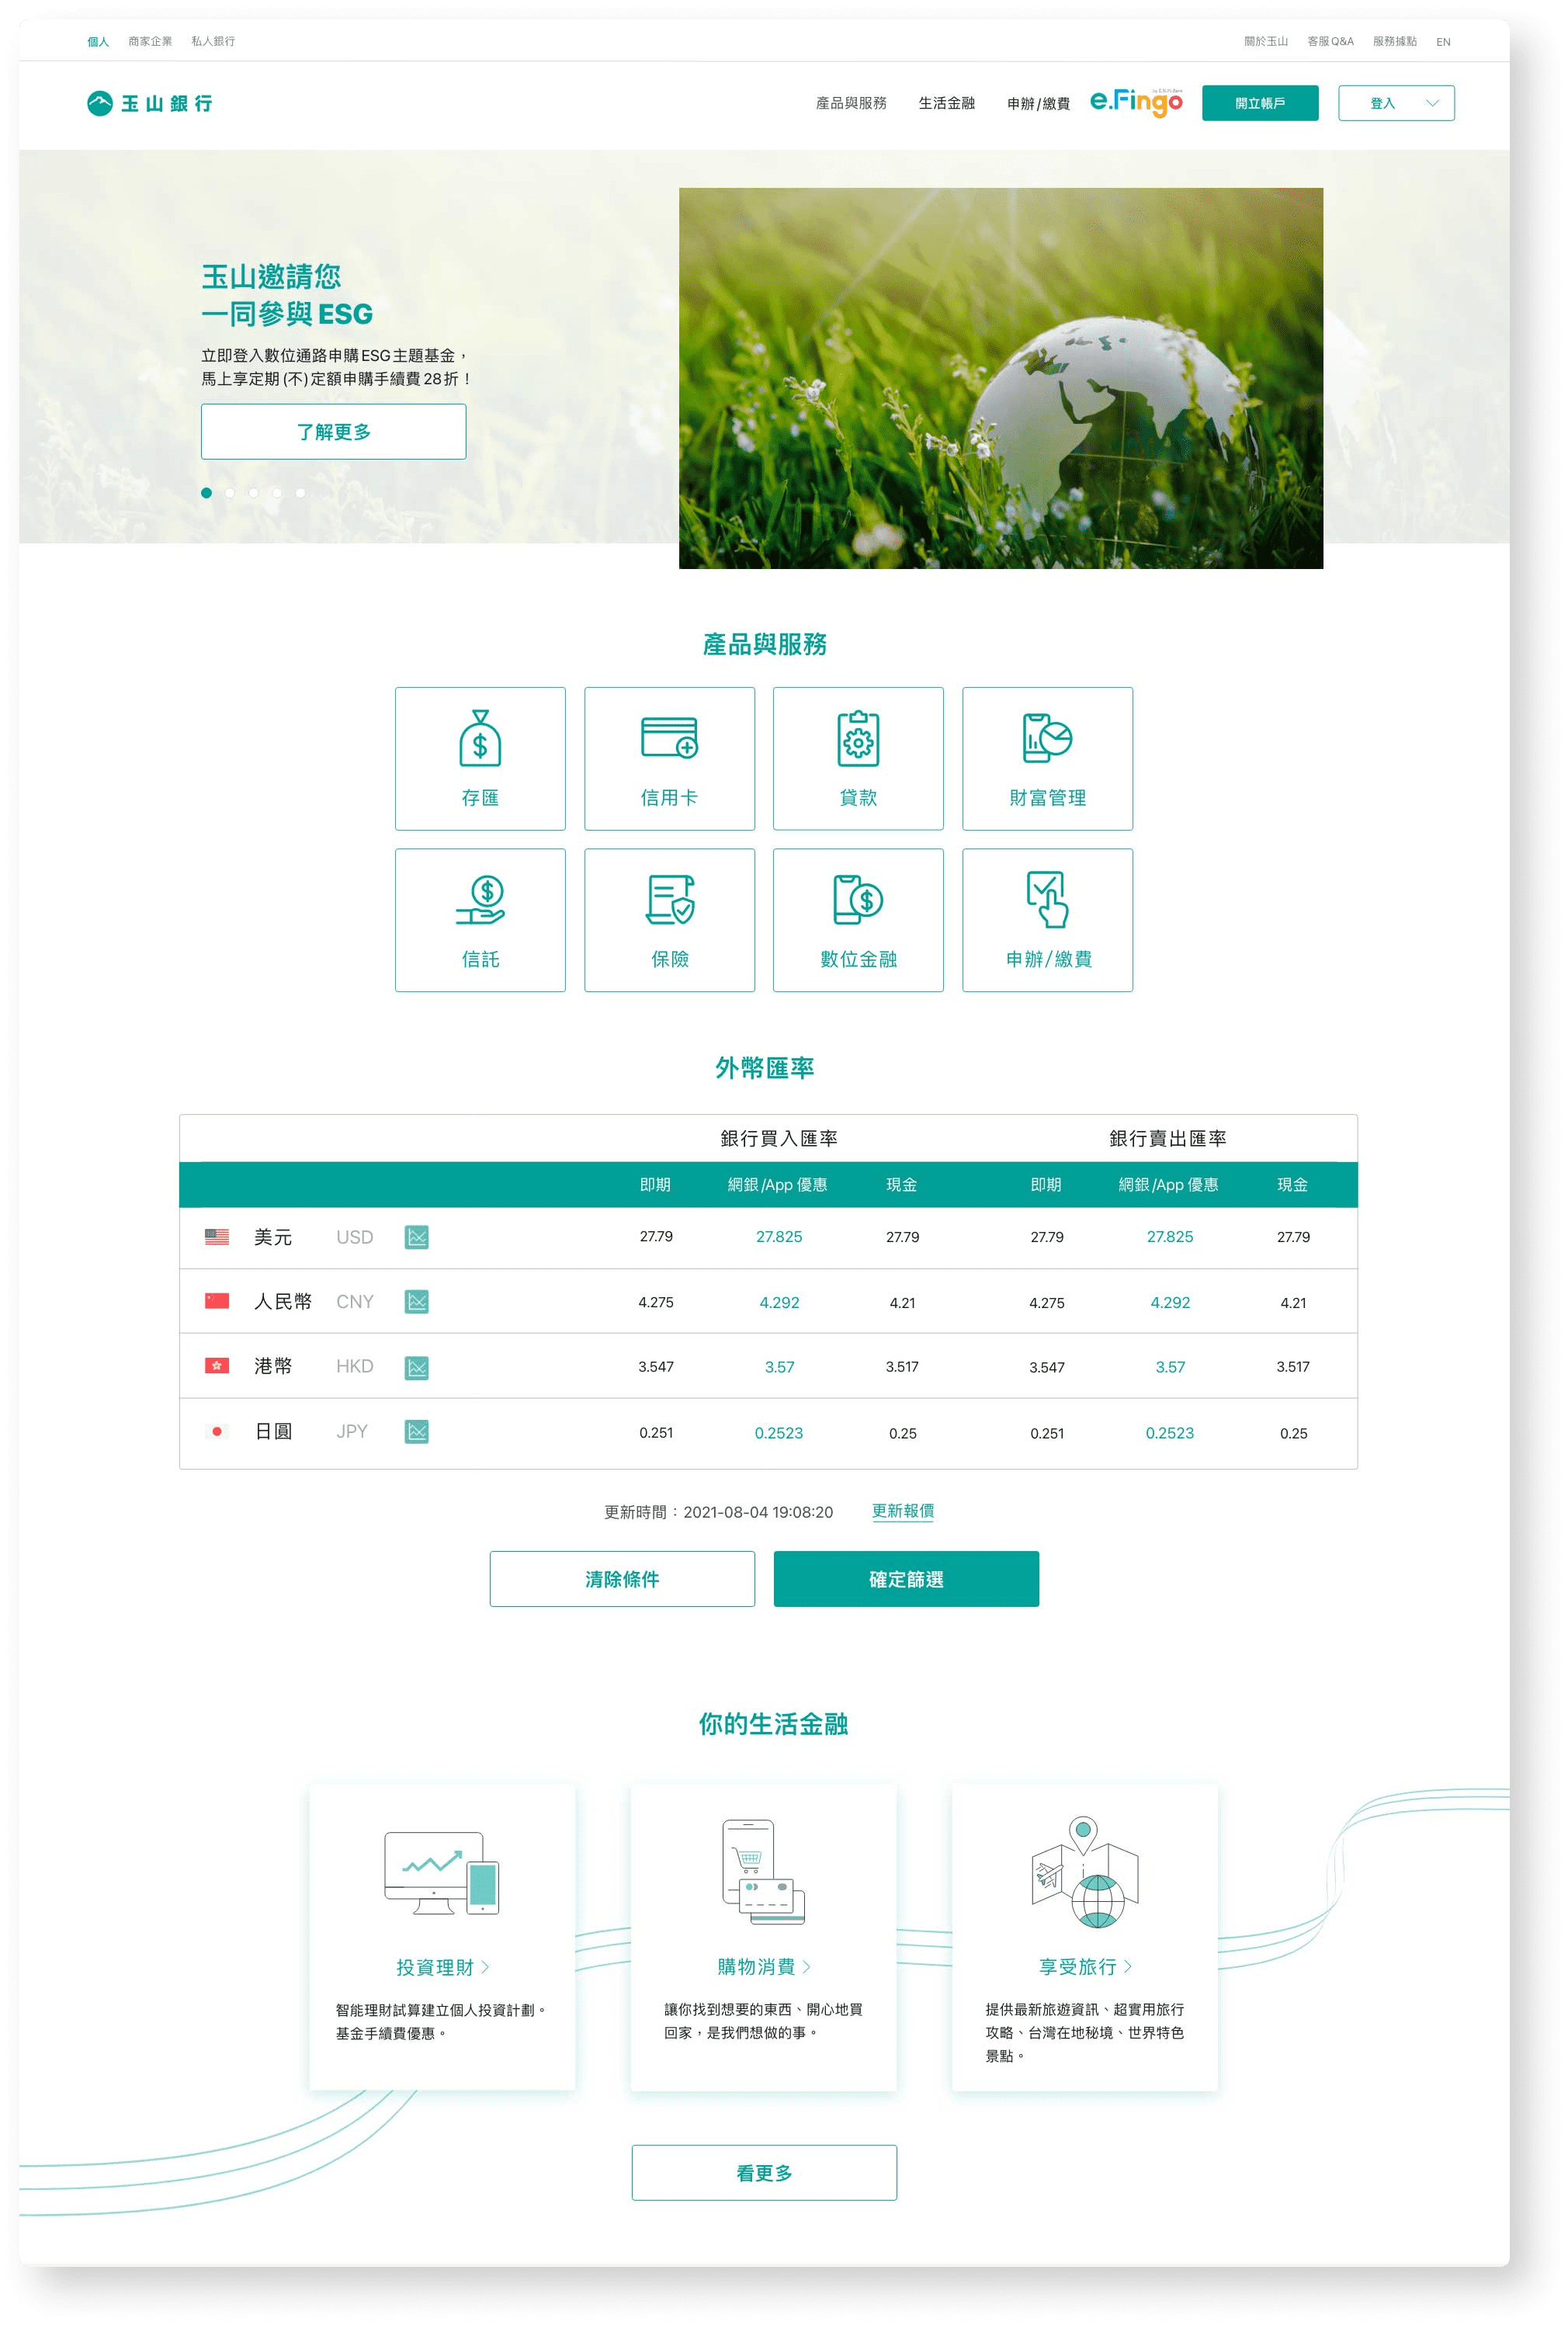 個人 商家企業 私人銀行 關於玉山 客服Q&A 服務據點 EN
玉山銀行 產品與服務 生活金融 申辦/繳費 e.Fingo 開立帳戶 登入
玉山邀請您
一同參與ESG
立即登入數位通路申購ESG主題基金，
馬上享定期(不)定額申購手續費28折！
了解更多
產品與服務
存匯 信用卡 貸款 財富管理
信託 保險 數位金融 申辦/繳費
外幣匯率
銀行買入匯率 銀行賣出匯率
即期 網銀/App 優惠 現金 即期 網銀/App 優惠 現金
美元 USD 27.79 27.825 27.79 27.79 27.825 27.79
人民幣 CNY 4.275 4.292 4.21 4.275 4.292 4.21
港幣 HKD 3.547 3.57 3.517 3.547 3.57 3.517
日圓 JPY 0.251 0.2523 0.25 0.251 0.2523 0.25
更新時間：2021-08-04 19:08:20 更新報價
清除條件 確定篩選
你的生活金融
投資理財 購物消費 享受旅行
智能理財試算建立個人投資計劃。
基金手續費優惠。
讓你找到想要的東西、開心地買
回家，是我們想做的事。
提供最新旅遊資訊、超實用旅行
攻略、台灣在地秘境、世界特色
景點。
看更多